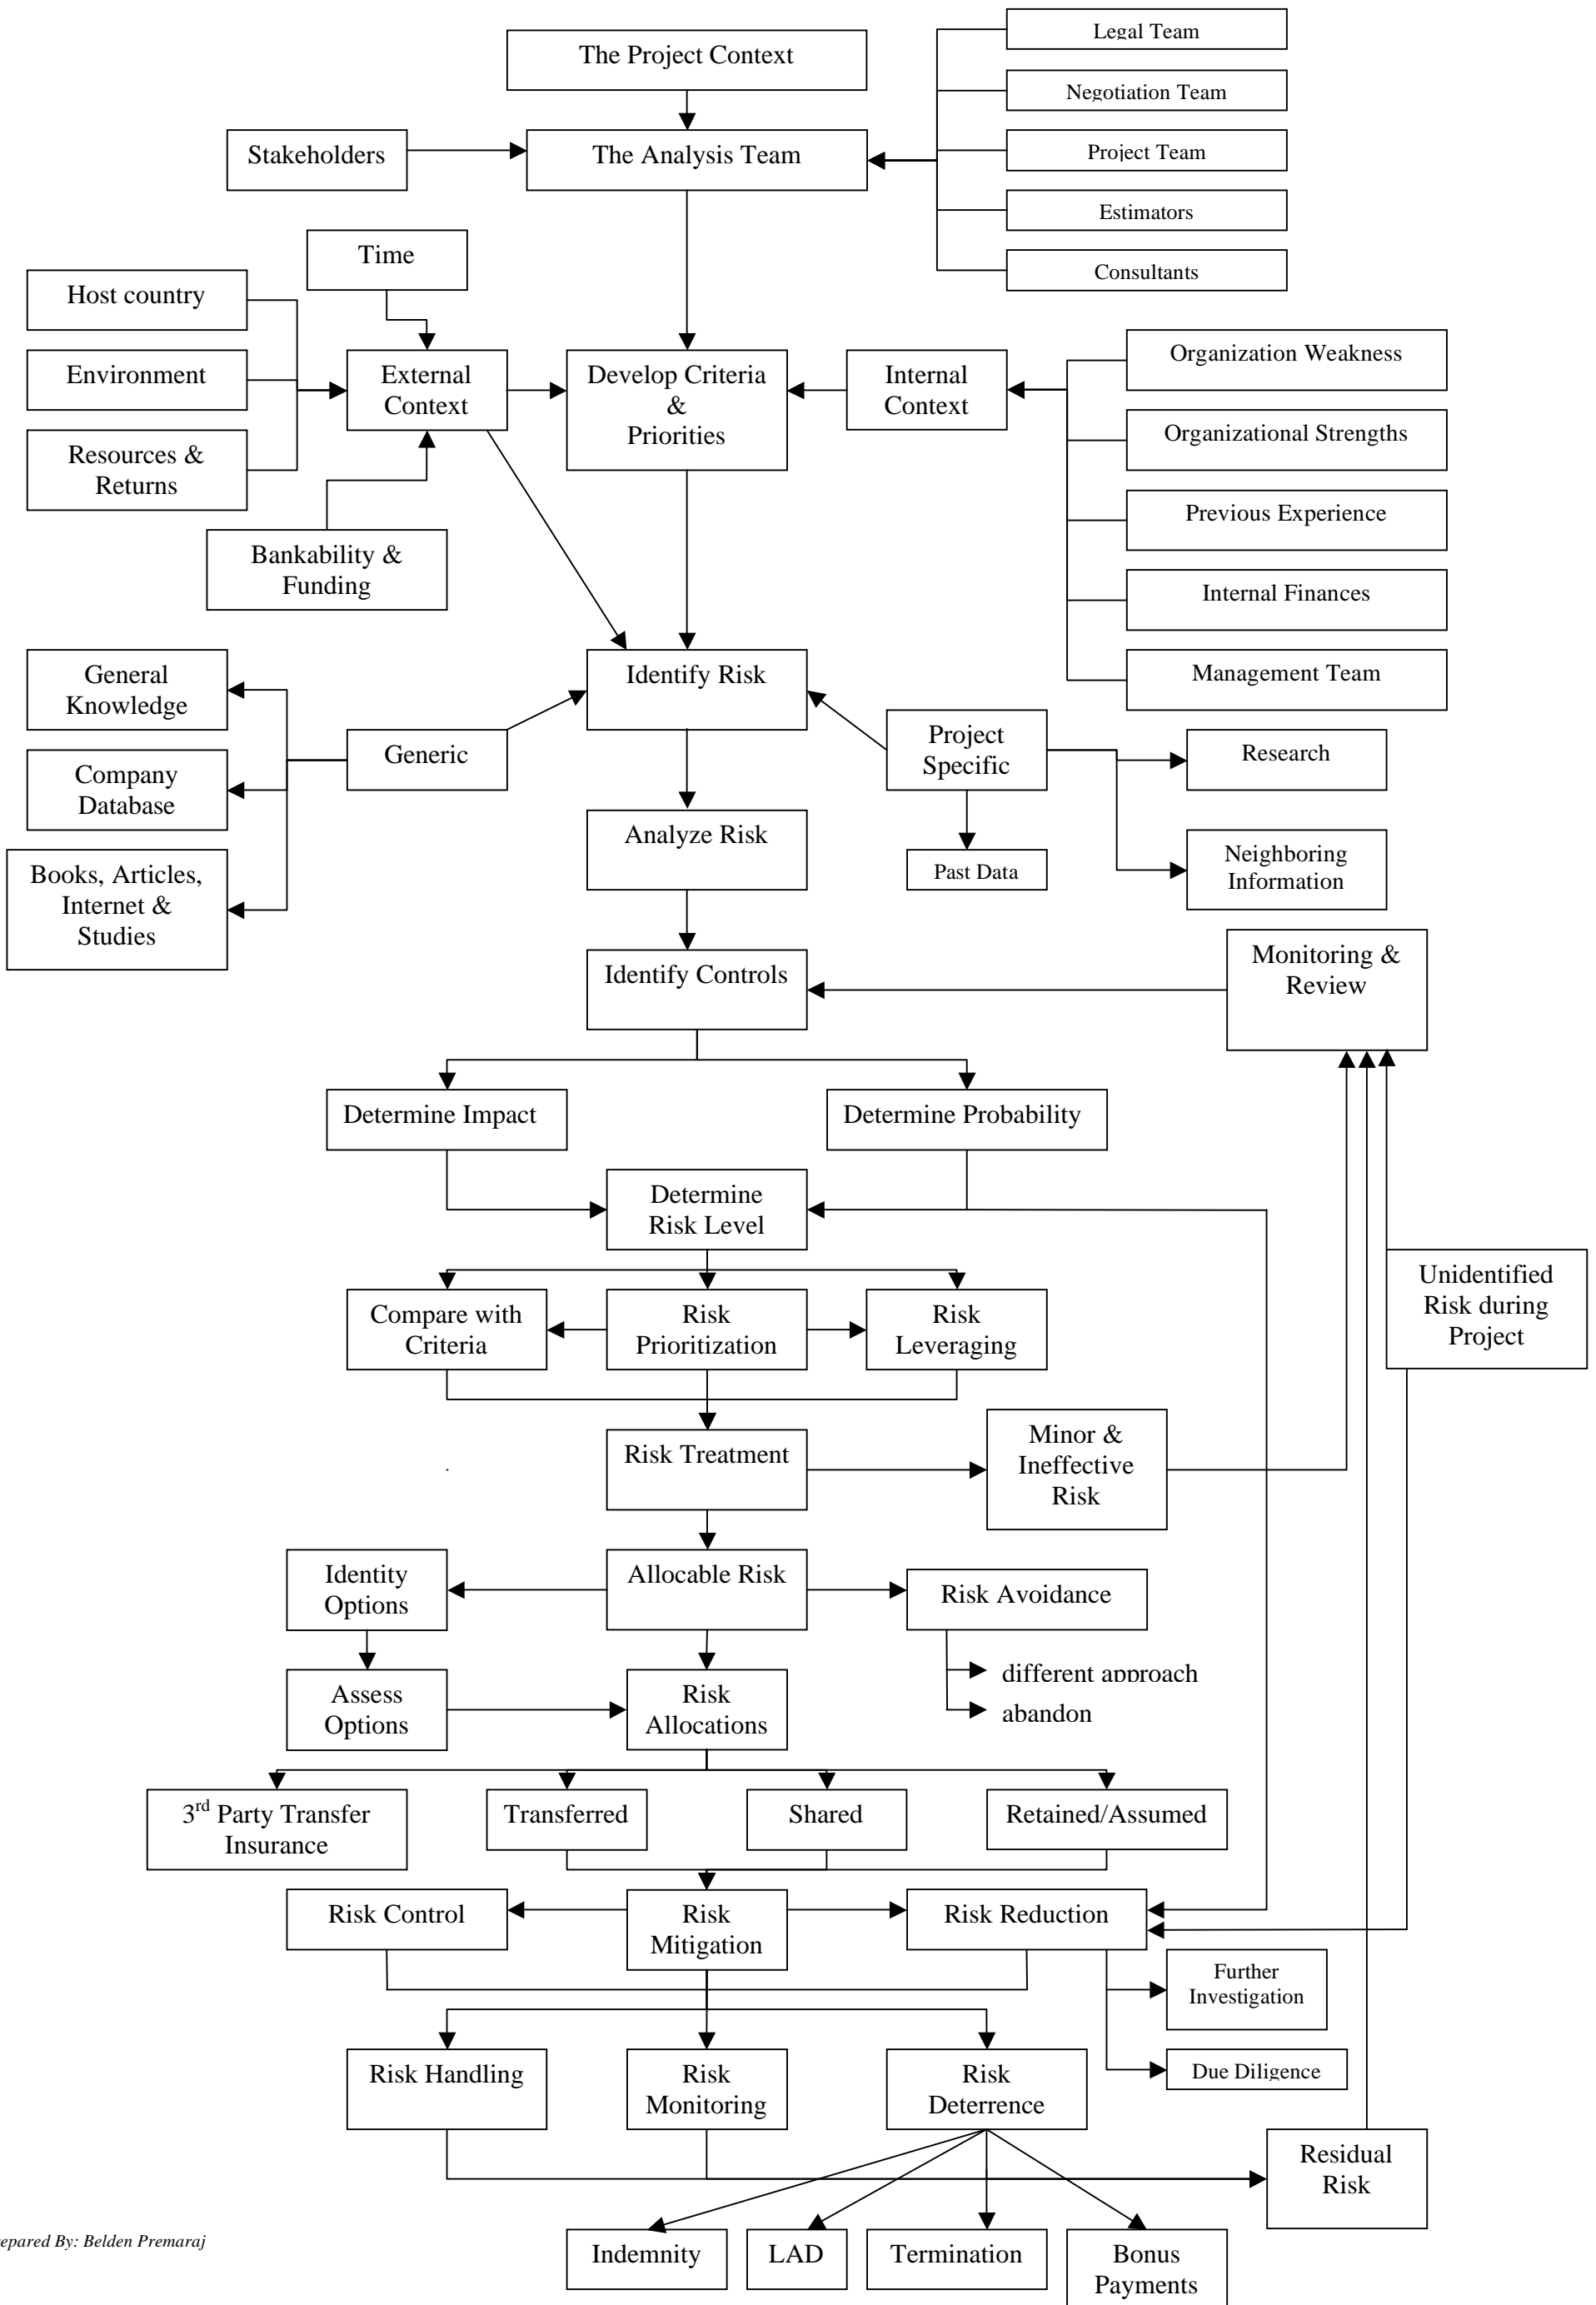 Legal Team
The Project Context
Negotiation Team
Stakeholders
The Analysis Team
Project Team
Estimators
Time
Consultants
Host country
Organization Weakness
Environment
External
Context
Develop Criteria
&
Priorities
Internal
Context
Organizational Strengths
Resources &
Returns
Previous Experience
Bankability &
Funding
Internal Finances
General
Knowledge
Identify Risk
Management Team
Generic
Project
Specific
Research
Company
Database
Analyze Risk
Past Data
Neighboring
Information
Books, Articles,
Internet &
Studies
Identify Controls
Monitoring &
Review
Determine Impact
Determine Probability
Determine
Risk Level
Unidentified
Risk during
Project
Compare with
Criteria
Risk
Prioritization
Risk
Leveraging
Risk Treatment
Minor &
Ineffective
Risk
Identity
Options
Allocable Risk
Risk Avoidance
different approach
abandon
Assess
Options
Risk
Allocations
3rd Party Transfer
Insurance
Transferred
Shared
Retained/Assumed
Risk Control
Risk
Mitigation
Risk Reduction
Further
Investigation
Due Diligence
Risk Handling
Risk
Monitoring
Risk
Deterrence
Residual
Risk
epared By: Belden Premaraj
Indemnity
LAD
Termination
Bonus
Payments